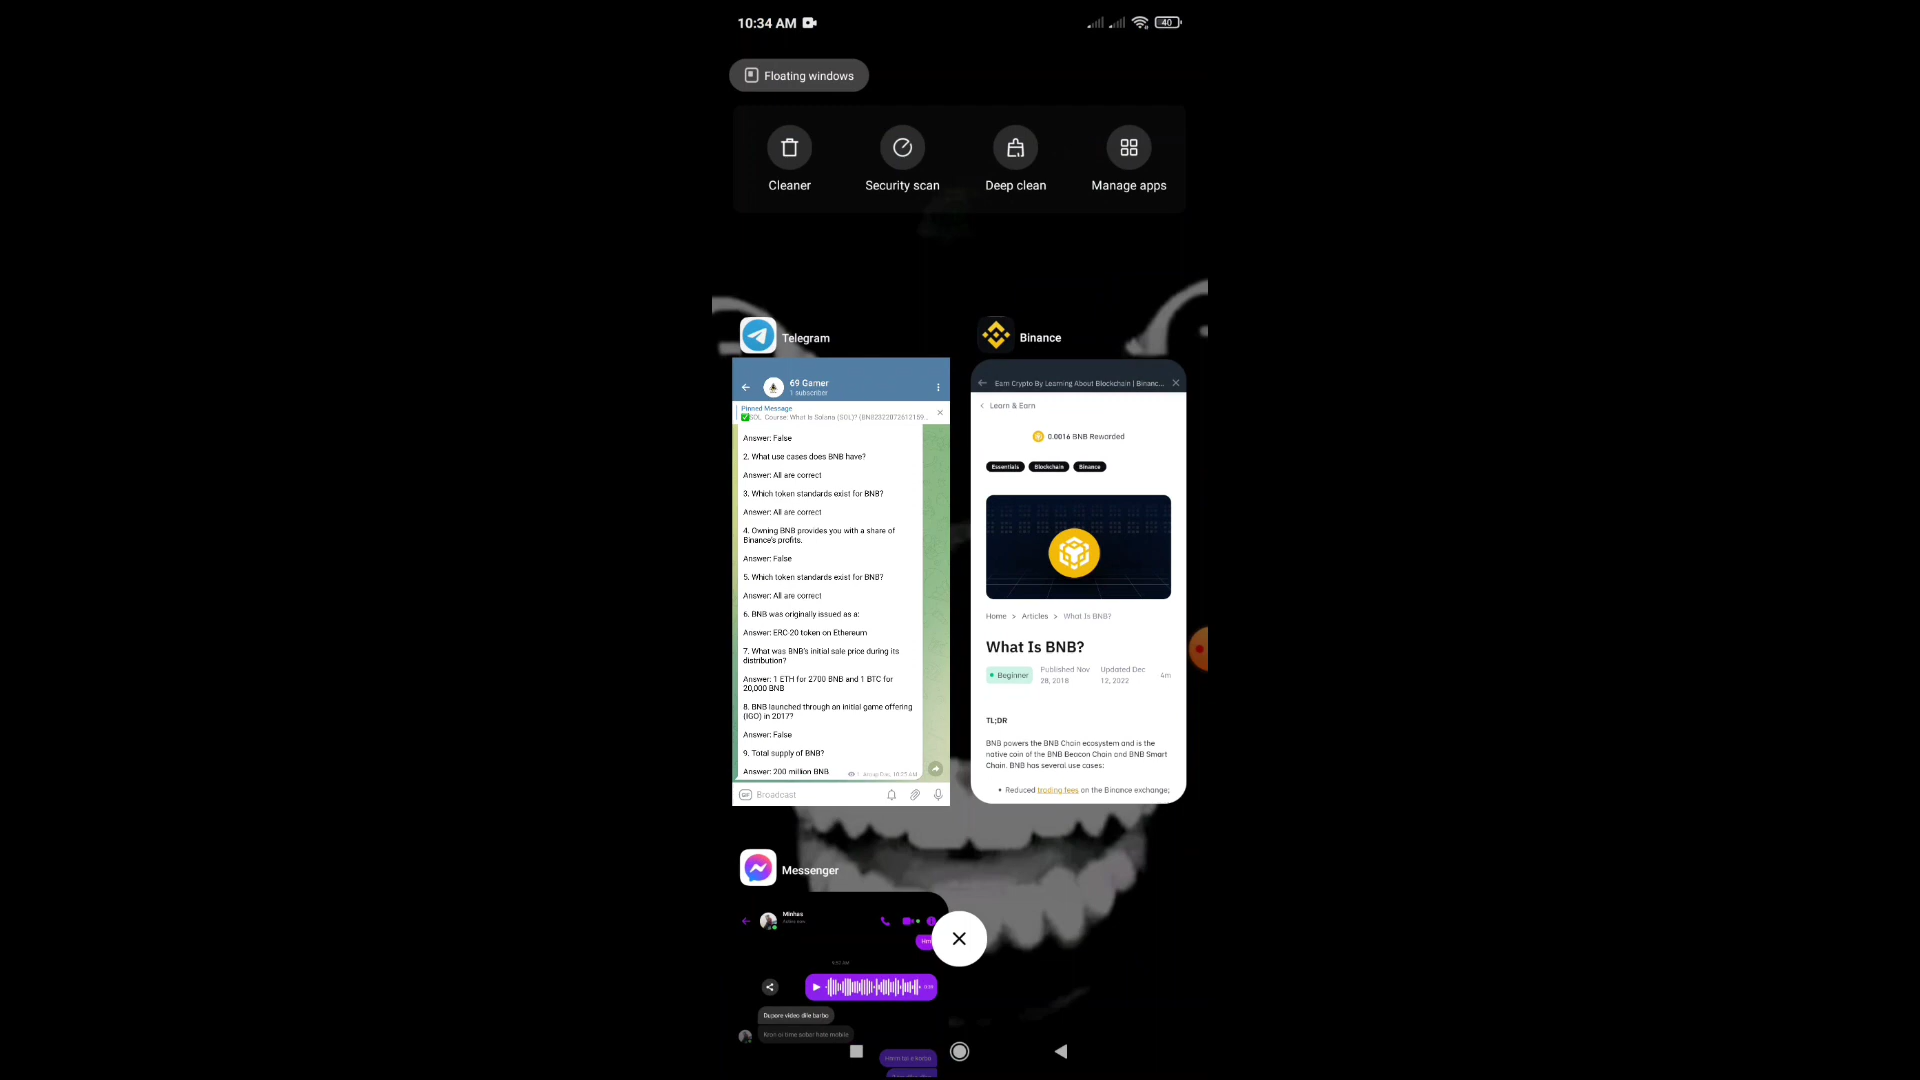 10:34 AM
40
Floating windows
Cleaner
Security scan
Deep clean
Manage apps
Telegram
69 Gamer
1 subscriber
Pinned Message
Answer: False
2. What use cases does BNB have?
Answer: All are correct
3. Which token standards exist for BNB?
Answer: All are correct
4. Owning BNB provides you with a share of
Binance's profits.
Answer: False
5. Which token standards exist for BNB?
Answer: All are correct
6. BNB was originally issued as a:
Answer: ERC-20 token on Ethereum
7. What was BNB's initial sale price during its
distribution?
Answer: 1 ETH for 2700 BNB and 1 BTC for
20,000 BNB
8. BNB launched through an initial game offering
(IGO) in 2017?
Answer: False
9. Total supply of BNB?
Answer: 200 million BNB
GIF
Broadcast
Binance
Earn Crypto By Learning About Blockchain | Binanc...
Learn & Earn
0.0016 BNB Rewarded
Essentials
Blockchain
Binance
Home > Articles > What Is BNB?
What Is BNB?
Beginner
Published Nov
28, 2018
Updated Dec
12, 2022
4m
TL;DR
BNB powers the BNB Chain ecosystem and is the
native coin of the BNB Beacon Chain and BNB Smart
Chain. BNB has several use cases:
• Reduced trading fees on the Binance exchange;
Messenger
Minhas
Dupore video dile barbo